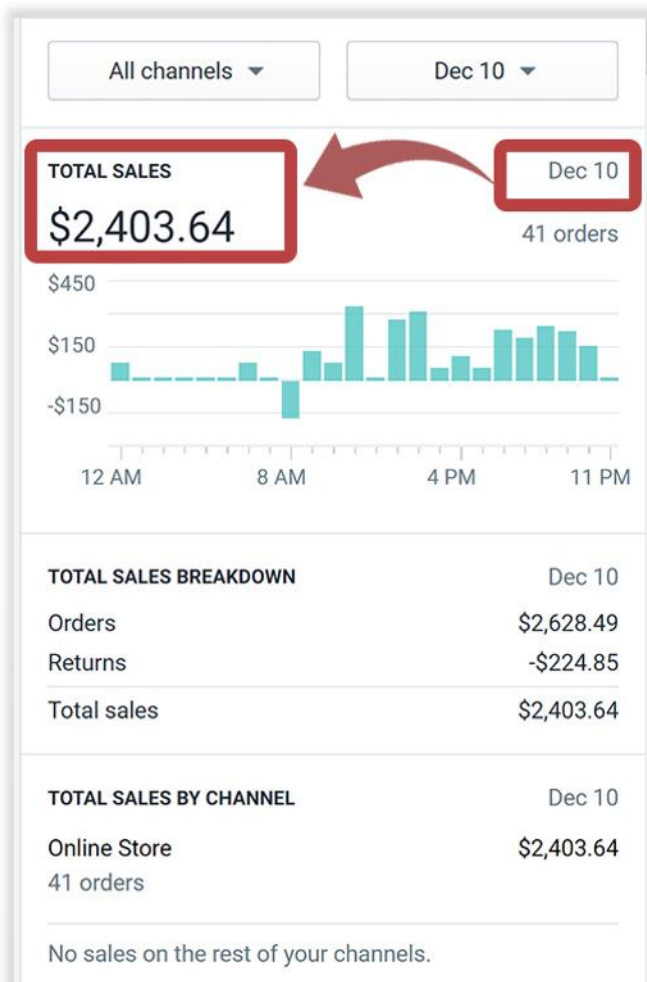 All channels Dec 10
TOTAL SALES Dec 10
$2,403.64
41 orders
$450
$150
-$150
12 AM 8 AM 4 PM 11 PM
TOTAL SALES BREAKDOWN Dec 10
Orders $2,628.49
Returns -$224.85
Total sales $2,403.64
TOTAL SALES BY CHANNEL Dec 10
Online Store $2,403.64
41 orders
No sales on the rest of your channels.